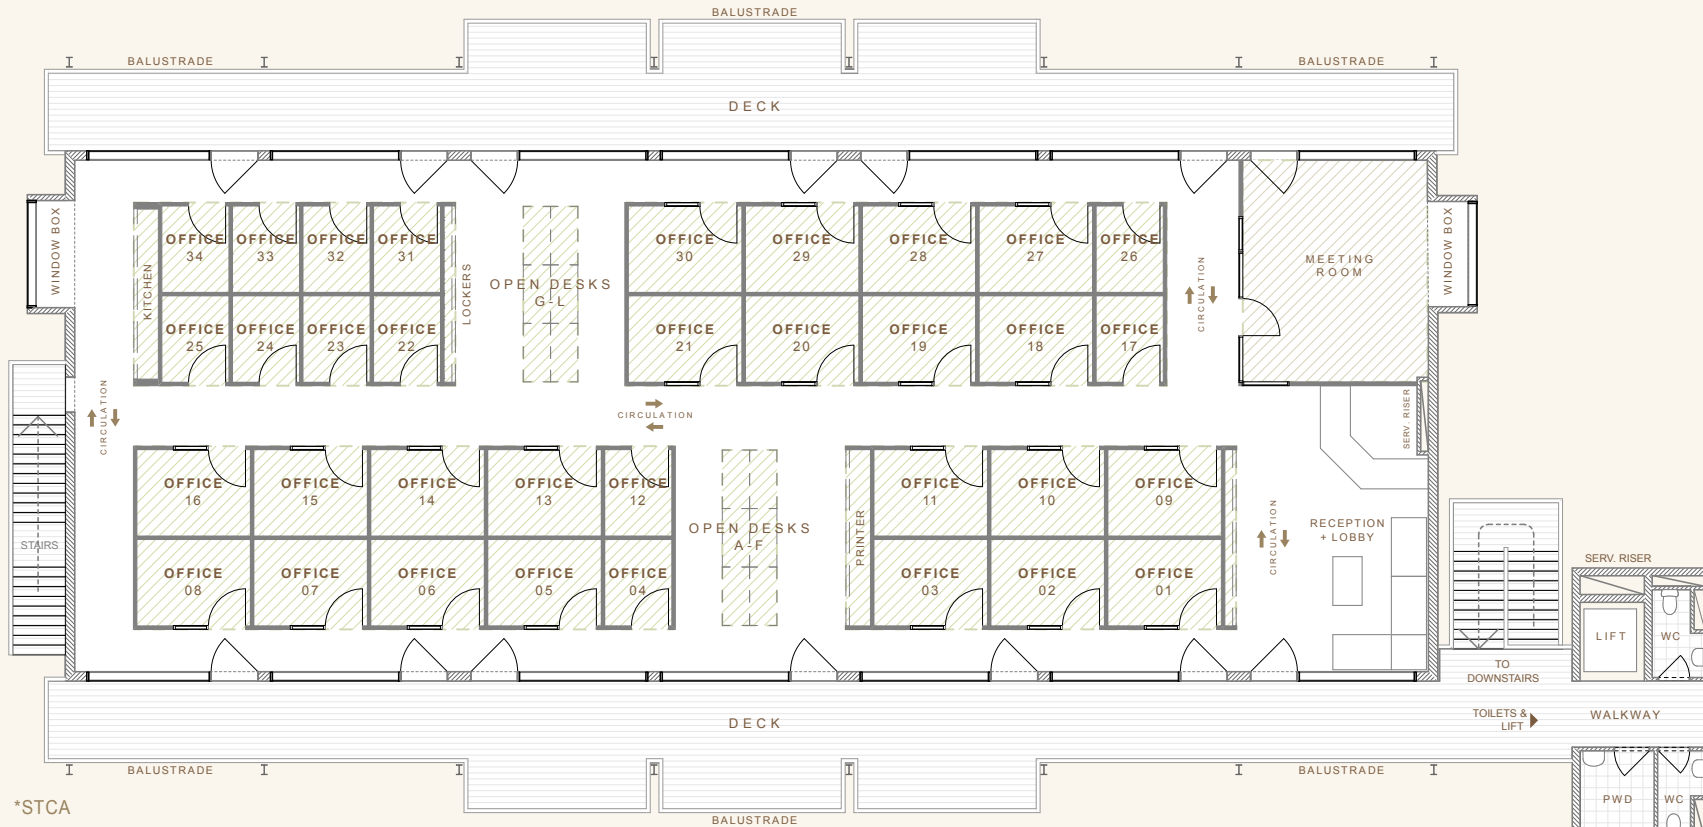 BALUSTRADE
BALUSTRADE
BALUSTRADE
DECK
WINDOW BOX
KITCHEN
OFFICE
34
OFFICE
33
OFFICE
32
OFFICE
31
LOCKERS
OPEN DESKS
G-L
OFFICE
30
OFFICE
29
OFFICE
28
OFFICE
27
OFFICE
26
CIRCULATION
MEETING
ROOM
WINDOW BOX
OFFICE
25
OFFICE
24
OFFICE
23
OFFICE
22
OFFICE
21
OFFICE
20
OFFICE
19
OFFICE
18
OFFICE
17
CIRCULATION
CIRCULATION
SERV. RISER
OFFICE
16
OFFICE
15
OFFICE
14
OFFICE
13
OFFICE
12
OPEN DESKS
A-F
PRINTER
OFFICE
11
OFFICE
10
OFFICE
09
CIRCULATION
RECEPTION
+ LOBBY
STAIRS
OFFICE
08
OFFICE
07
OFFICE
06
OFFICE
05
OFFICE
04
OFFICE
03
OFFICE
02
OFFICE
01
SERV. RISER
LIFT
WC
TO
DOWNSTAIRS
TOILETS &
LIFT
WALKWAY
DECK
BALUSTRADE
BALUSTRADE
BALUSTRADE
PWD
WC
*STCA